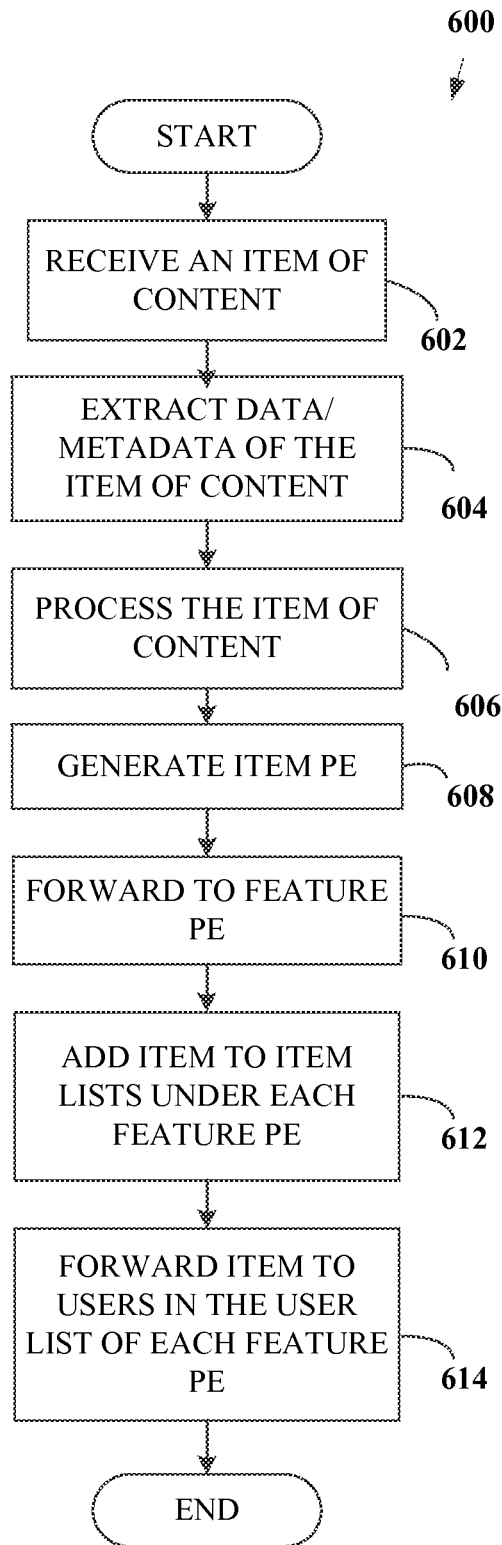 600
START
RECEIVE AN ITEM OF
CONTENT
602
EXTRACT DATA/
METADATA OF THE
ITEM OF CONTENT
604
PROCESS THE ITEM OF
CONTENT
606
GENERATE ITEM PE
608
FORWARD TO FEATURE
PE
610
ADD ITEM TO ITEM
LISTS UNDER EACH
FEATURE PE
612
FORWARD ITEM TO
USERS IN THE USER
LIST OF EACH FEATURE
PE
614
END